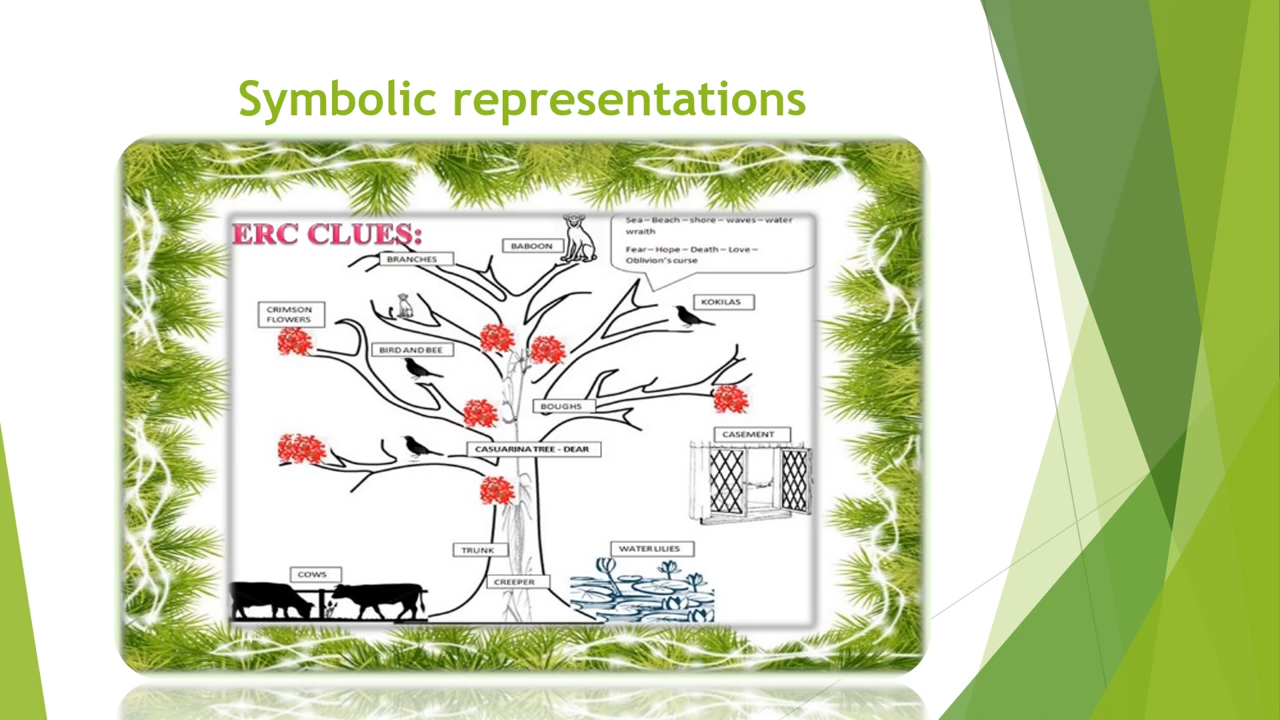 Symbolic representations
ERC CLUES:
Sea – Beach – shore – waves – water
wraith
Fear – Hope – Death – Love –
Oblivion's curse
BABOON
BRANCHES
KOKILAS
CRIMSON
FLOWERS
BIRD AND BEE
BOUGHS
CASEMENT
CASUARINA TREE - DEAR
TRUNK
WATER LILIES
COWS
CREEPER